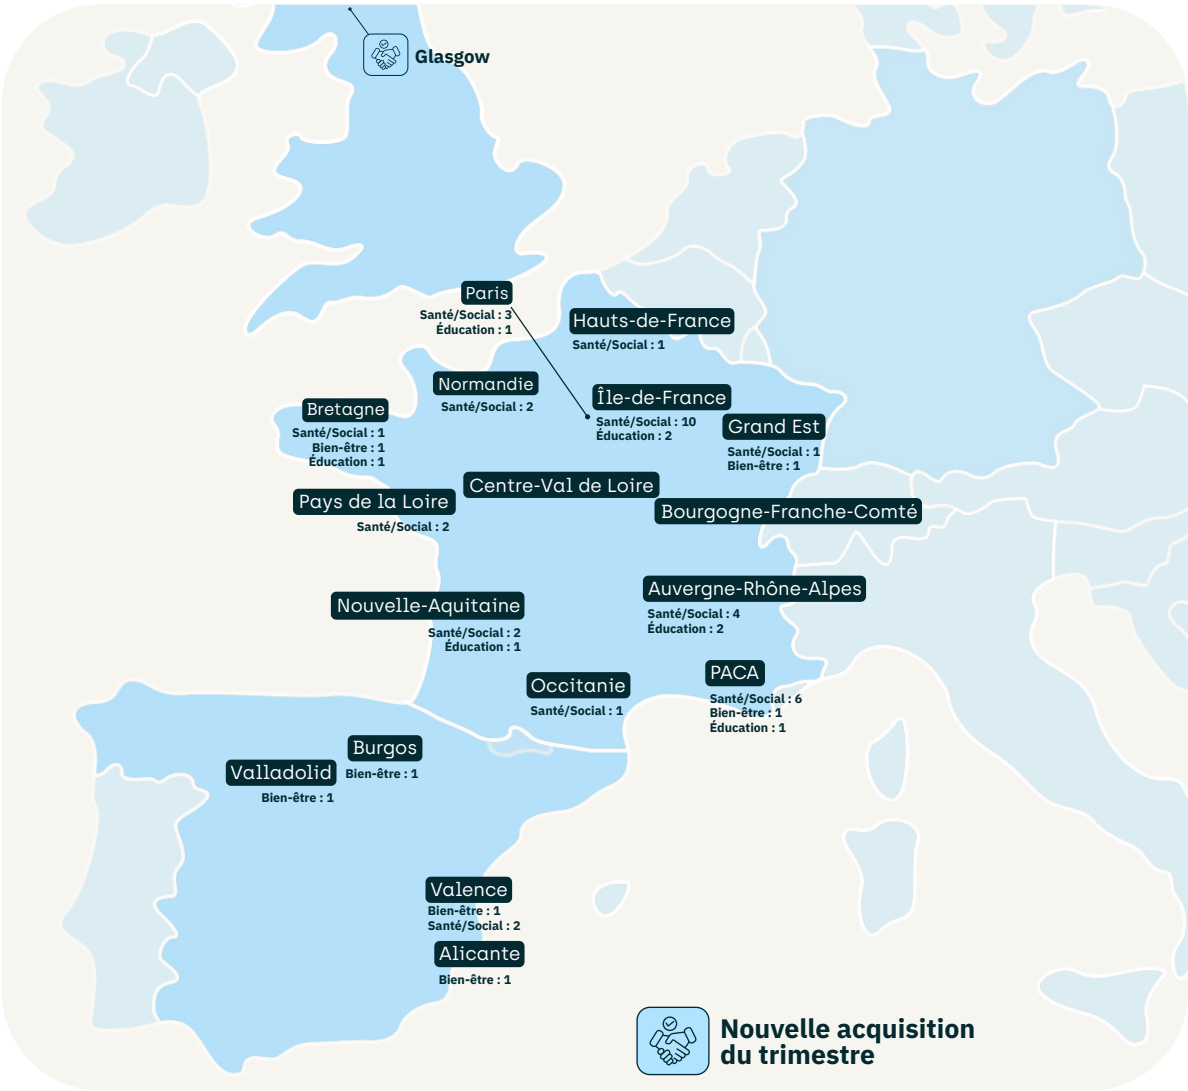 Glasgow
Paris
Santé/Social : 3
Éducation : 1
Hauts-de-France
Santé/Social : 1
Normandie
Santé/Social : 2
Île-de-France
Santé/Social : 10
Éducation : 2
Bretagne
Santé/Social : 1
Bien-être : 1
Éducation : 1
Grand Est
Santé/Social : 1
Bien-être : 1
Centre-Val de Loire
Pays de la Loire
Santé/Social : 2
Bourgogne-Franche-Comté
Auvergne-Rhône-Alpes
Santé/Social : 4
Éducation : 2
Nouvelle-Aquitaine
Santé/Social : 2
Éducation : 1
PACA
Santé/Social : 6
Bien-être : 1
Éducation : 1
Occitanie
Santé/Social : 1
Burgos
Bien-être : 1
Valladolid
Bien-être : 1
Valence
Bien-être : 1
Santé/Social : 2
Alicante
Bien-être : 1
Nouvelle acquisition
du trimestre